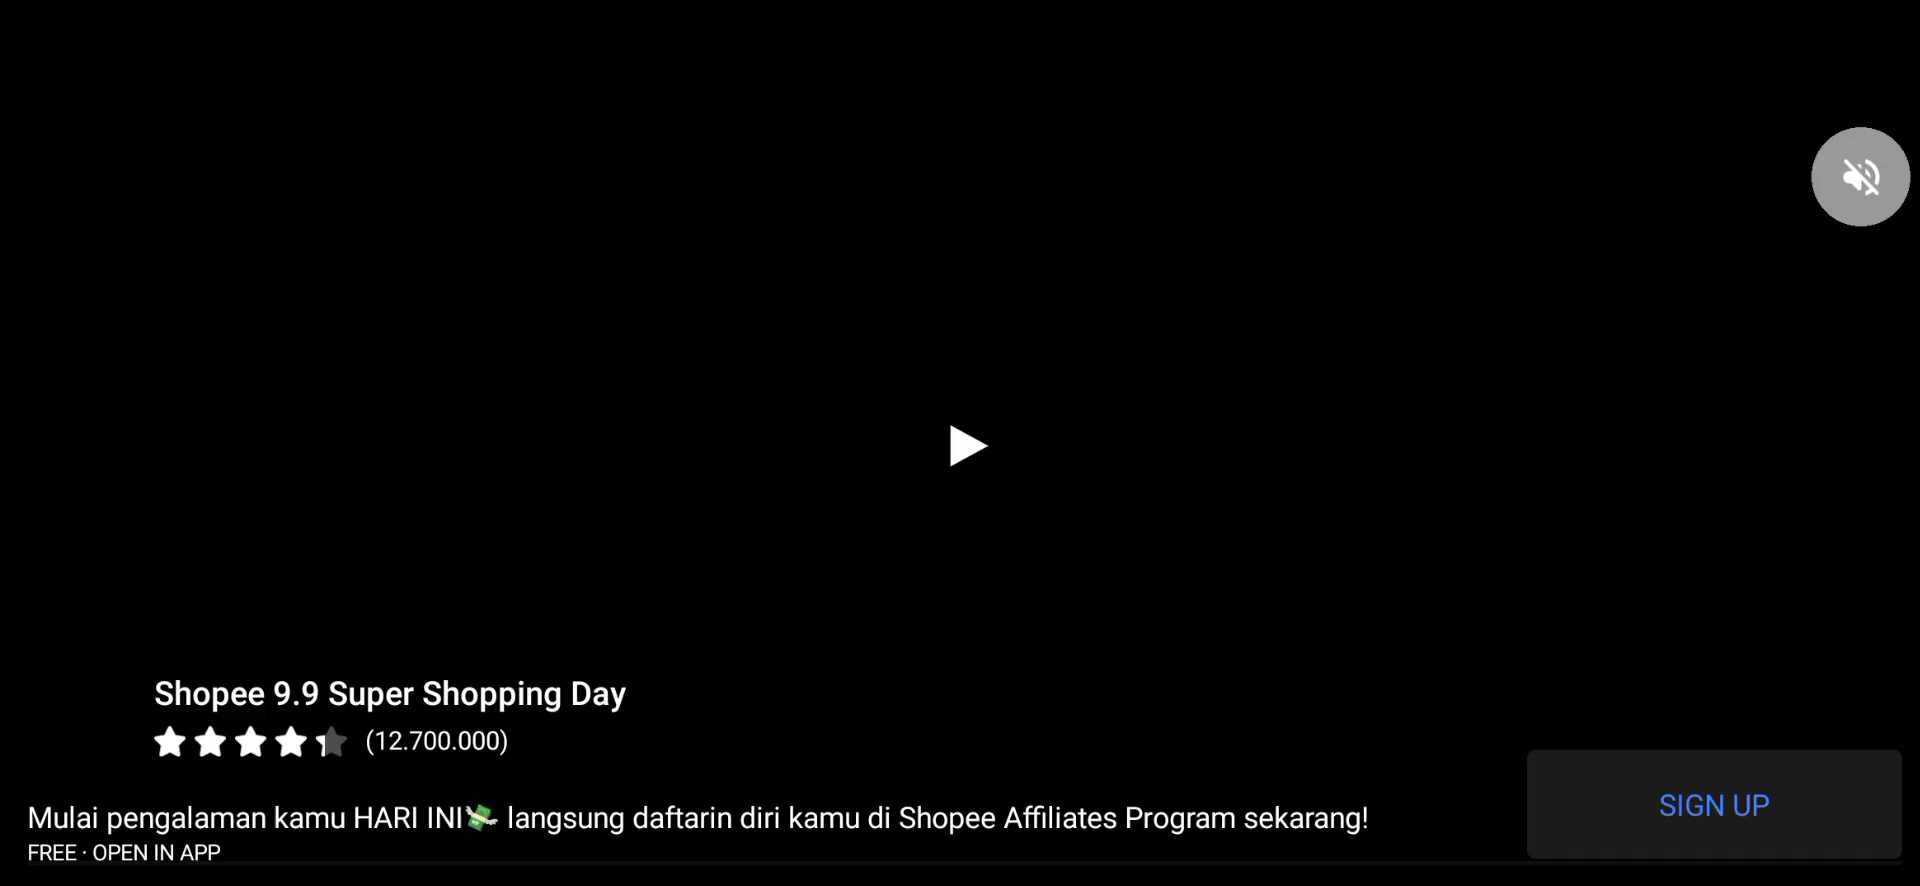 Shopee 9.9 Super Shopping Day
(12.700.000)
Mulai pengalaman kamu HARI INI💸 langsung daftarin diri kamu di Shopee Affiliates Program sekarang!
FREE · OPEN IN APP
SIGN UP